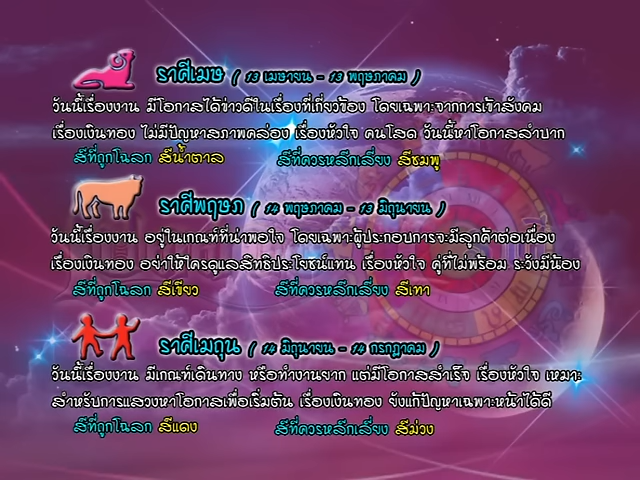 ราศีเมษ ( 13 เมษายน - 13 พฤษภาคม )
วันนี้เรื่องงาน มีโอกาสได้ข่าวดีในเรื่องที่เกี่ยวข้อง โดยเฉพาะจากการเข้าสังคม
เรื่องเงินทอง ไม่มีปัญหาสภาพคล่อง เรื่องหัวใจ คนโสด วันนี้หาโอกาสลำบาก
สีที่ถูกโฉลก สีน้ำตาล สีที่ควรหลีกเลี่ยง สีชมพู
ราศีพฤษภ ( 14 พฤษภาคม - 13 มิถุนายน )
วันนี้เรื่องงาน อยู่ในเกณฑ์ที่น่าพอใจ โดยเฉพาะผู้ประกอบการจะมีลูกค้าต่อเนื่อง
เรื่องเงินทอง อย่าให้ใครดูแลสิทธิประโยชน์แทน เรื่องหัวใจ คู่ที่ไม่พร้อม ระวังมีน้อง
สีที่ถูกโฉลก สีเขียว สีที่ควรหลีกเลี่ยง สีเทา
ราศีเมถุน ( 14 มิถุนายน - 14 กรกฎาคม )
วันนี้เรื่องงาน มีเกณฑ์เดินทาง หรือทำงานยาก แต่มีโอกาสสำเร็จ เรื่องหัวใจ เหมาะ
สำหรับการแสวงหาโอกาสเพื่อเริ่มต้น เรื่องเงินทอง ยังแก้ปัญหาเฉพาะหน้าได้ดี
สีที่ถูกโฉลก สีแดง สีที่ควรหลีกเลี่ยง สีม่วง